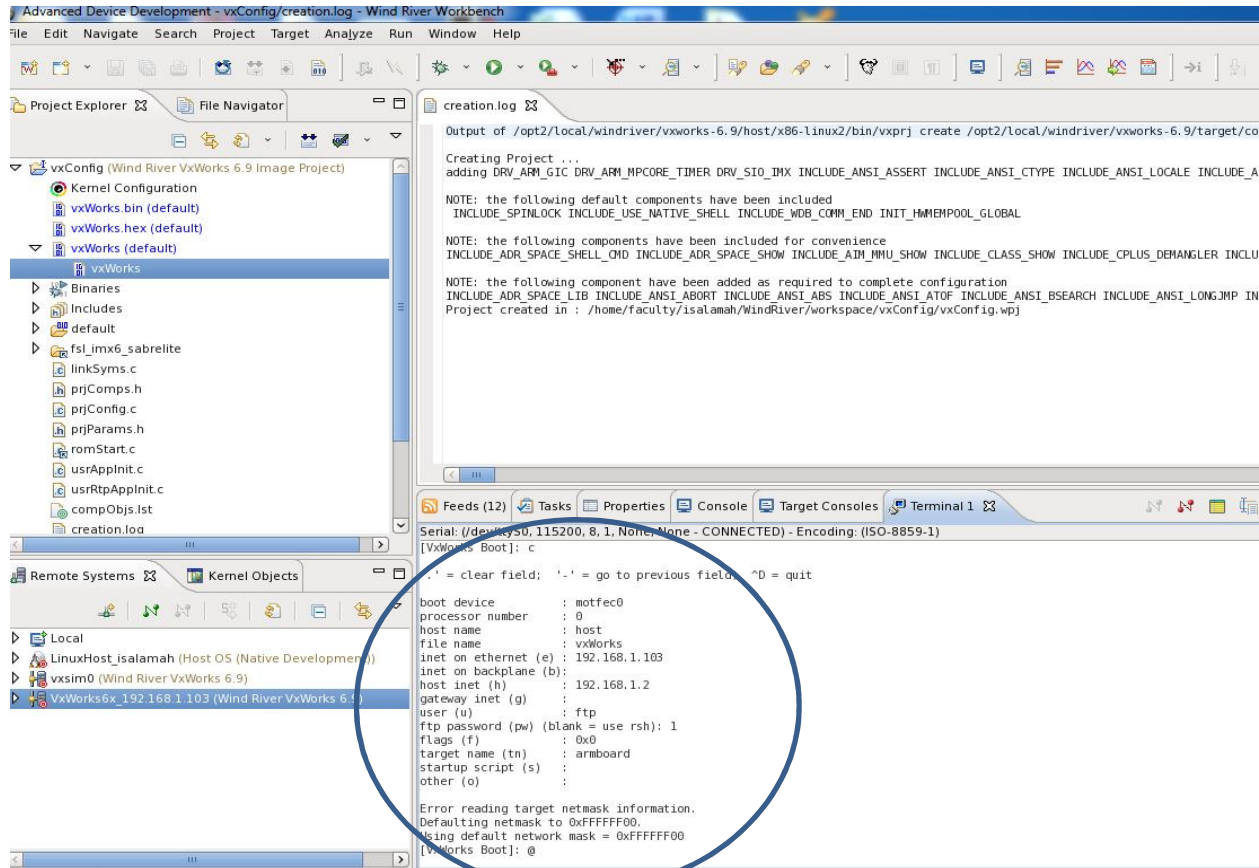 Advanced Device Development - vxConfig/creation.log - Wind River Workbench
File Edit Navigate Search Project Target Analyze Run Window Help
Project Explorer File Navigator
vxConfig (Wind River VxWorks 6.9 Image Project)
Kernel Configuration
vxWorks.bin (default)
vxWorks.hex (default)
vxWorks (default)
vxWorks
Binaries
Includes
default
fsl_imx6_sabrelite
linkSyms.c
prjComps.h
prjConfig.c
prjParams.h
romStart.c
usrAppInit.c
usrRtpAppInit.c
compObjs.lst
creation.log
Remote Systems Kernel Objects
Local
LinuxHost_isalamah (Host OS (Native Development))
vxsim0 (Wind River VxWorks 6.9)
VxWorks6x_192.168.1.103 (Wind River VxWorks 6.9)
creation.log
Output of /opt2/local/windriver/vxworks-6.9/host/x86-linux2/bin/vxprj create /opt2/local/windriver/vxworks-6.9/target/co
Creating Project ...
adding DRV_ARM_GIC DRV_ARM_MPCORE_TIMER DRV_SIO_IMX INCLUDE_ANSI_ASSERT INCLUDE_ANSI_CTYPE INCLUDE_ANSI_LOCALE INCLUDE_A
NOTE: the following default components have been included
INCLUDE_SPINLOCK INCLUDE_USE_NATIVE_SHELL INCLUDE_WDB_COMM_END INIT_HWMEMPOOL_GLOBAL
NOTE: the following components have been included for convenience
INCLUDE_ADR_SPACE_SHELL_CMD INCLUDE_ADR_SPACE_SHOW INCLUDE_AIM_MMU_SHOW INCLUDE_CLASS_SHOW INCLUDE_CPLUS_DEMANGLER INCLU
NOTE: the following component have been added as required to complete configuration
INCLUDE_ADR_SPACE_LIB INCLUDE_ANSI_ABORT INCLUDE_ANSI_ABS INCLUDE_ANSI_ATOF INCLUDE_ANSI_BSEARCH INCLUDE_ANSI_LONGJMP IN
Project created in : /home/faculty/isalamah/WindRiver/workspace/vxConfig/vxConfig.wpj
Feeds (12) Tasks Properties Console Target Consoles Terminal 1
Serial: (/dev/ttyS0, 115200, 8, 1, None, None - CONNECTED) - Encoding: (ISO-8859-1)
[VxWorks Boot]: c
'.' = clear field; '-' = go to previous field; ^D = quit
boot device : motfec0
processor number : 0
host name : host
file name : vxWorks
inet on ethernet (e) : 192.168.1.103
inet on backplane (b):
host inet (h) : 192.168.1.2
gateway inet (g) :
user (u) : ftp
ftp password (pw) (blank = use rsh): 1
flags (f) : 0x0
target name (tn) : armboard
startup script (s) :
other (o) :
Error reading target netmask information.
Defaulting netmask to 0xFFFFFF00.
Using default network mask = 0xFFFFFF00
[VxWorks Boot]: @